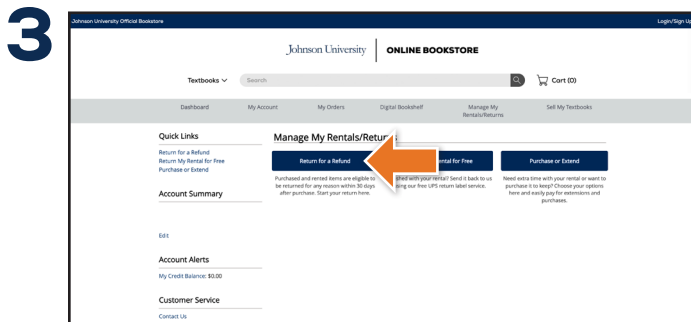 3
Johnson University Official Bookstore
Login/Sign Up
Johnson University ONLINE BOOKSTORE
Textbooks
Search
Cart (0)
Dashboard
My Account
My Orders
Digital Bookshelf
Manage My
Rentals/Returns
Sell My Textbooks
Quick Links
Return for a Refund
Return My Rental for Free
Purchase or Extend
Account Summary
Edit
Account Alerts
My Credit Balance: $0.00
Customer Service
Contact Us
Manage My Rentals/Returns
Return for a Refund
Purchased and rented items are eligible to
be returned for any reason within 30 days
after purchase. Start your return here.
ental for Free
ished with your rental? Send it back to us
ing our free UPS return label service.
Purchase or Extend
Need extra time with your rental or want to
purchase it to keep? Choose your options
here and easily pay for extensions and
purchases.